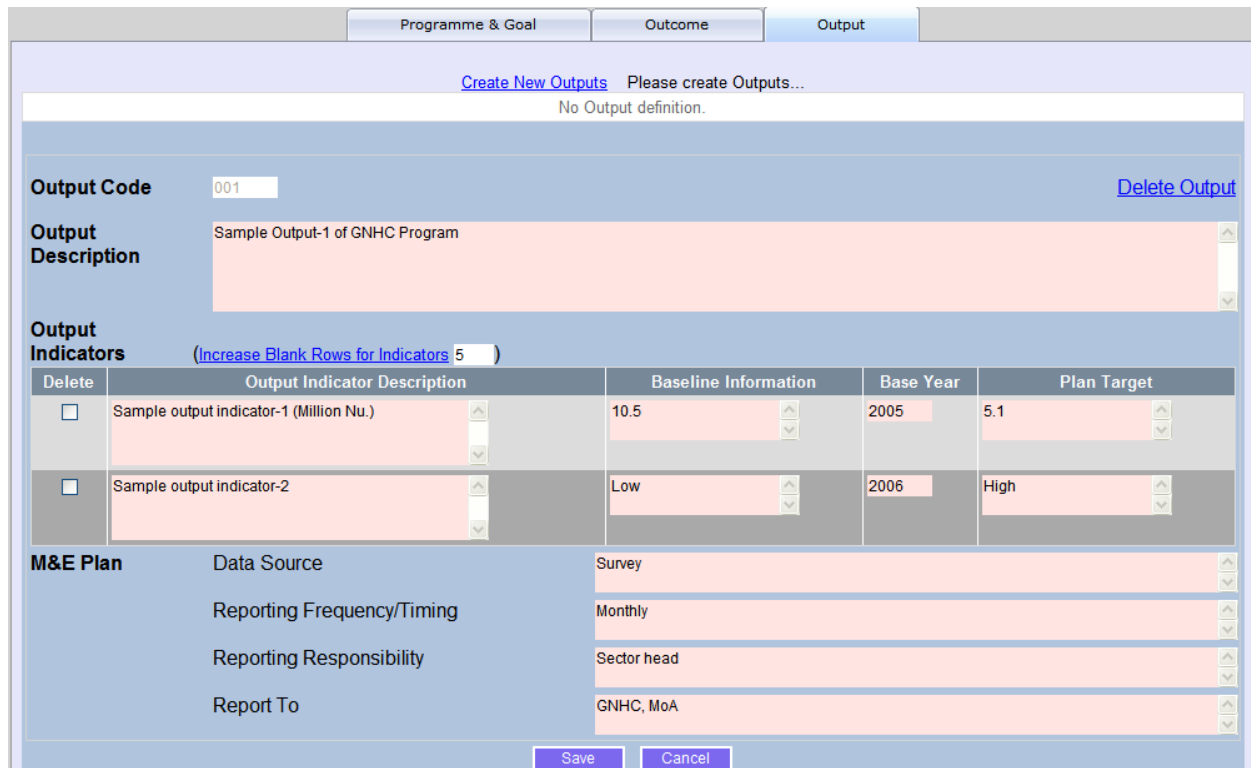 Programme & Goal Outcome Output
Create New Outputs Please create Outputs...
No Output definition.
Output Code 001 Delete Output
Output Description Sample Output-1 of GNHC Program
Output
Indicators (Increase Blank Rows for Indicators 5 )
Delete Output Indicator Description Baseline Information Base Year Plan Target
Sample output indicator-1 (Million Nu.) 10.5 2005 5.1
Sample output indicator-2 Low 2006 High
M&E Plan Data Source Survey
Reporting Frequency/Timing Monthly
Reporting Responsibility Sector head
Report To GNHC, MoA
Save Cancel